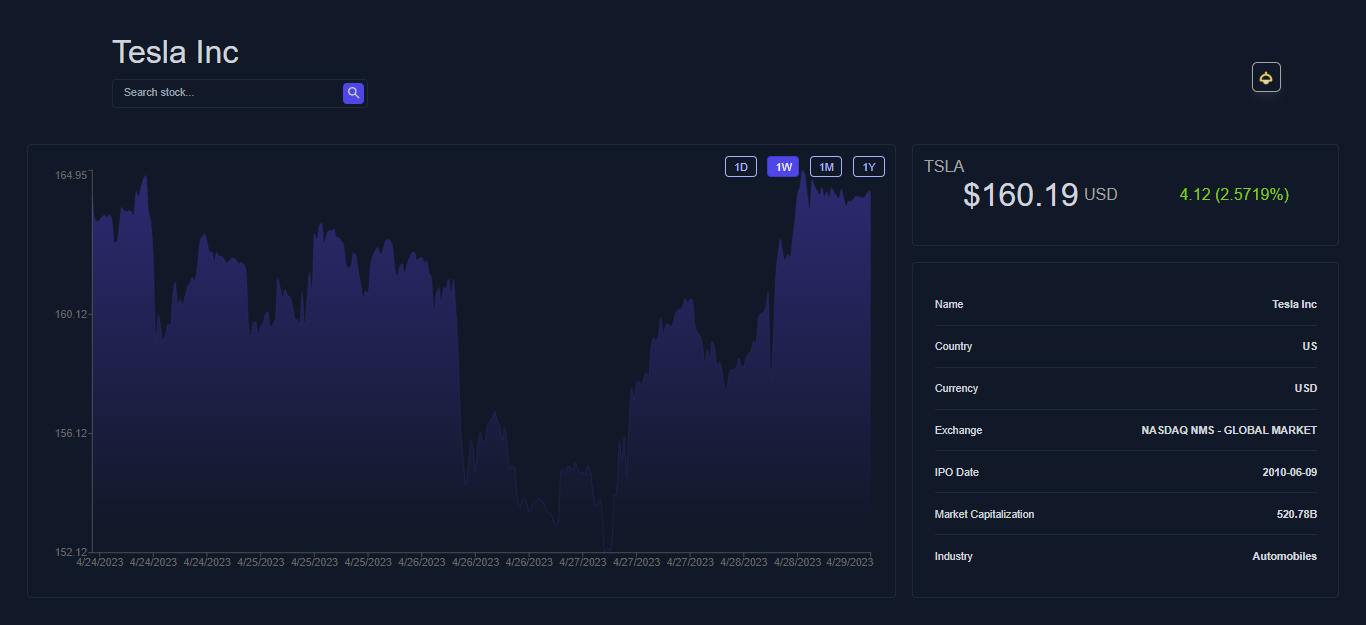 Tesla Inc
Search stock...
1D 1W 1M 1Y
164.95
160.12
156.12
152.12
4/24/2023 4/24/2023 4/24/2023 4/25/2023 4/25/2023 4/25/2023 4/26/2023 4/26/2023 4/26/2023 4/27/2023 4/27/2023 4/27/2023 4/28/2023 4/28/2023 4/29/2023
TSLA
$160.19 USD 4.12 (2.5719%)
Name Tesla Inc
Country US
Currency USD
Exchange NASDAQ NMS - GLOBAL MARKET
IPO Date 2010-06-09
Market Capitalization 520.78B
Industry Automobiles